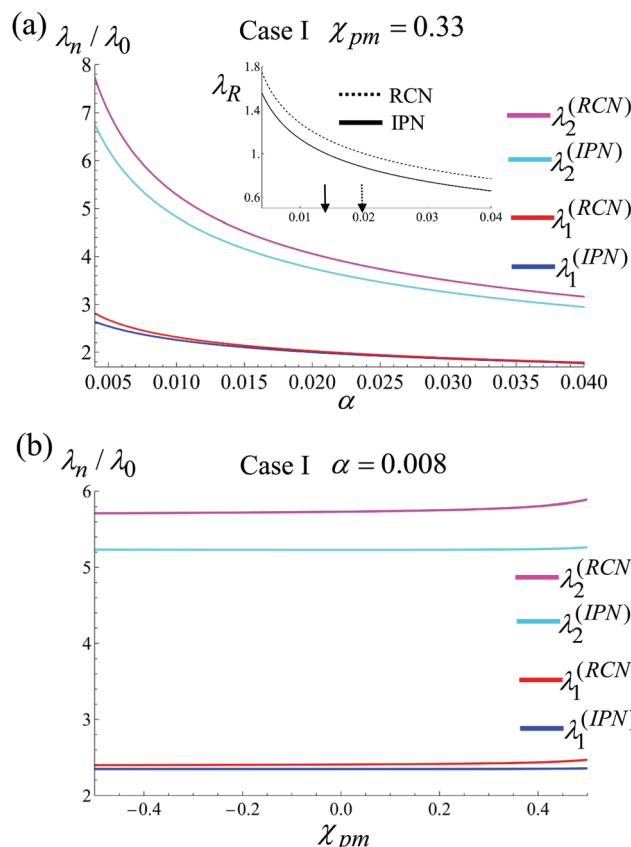 (a)
λn / λ0
Case I χpm = 0.33
8
7
6
5
4
3
2
0.005 0.010 0.015 0.020 0.025 0.030 0.035 0.040
α
λR
1.8
1.4
1
0.6
0.01 0.02 0.03 0.04
RCN
IPN
λ2(RCN)
λ2(IPN)
λ1(RCN)
λ1(IPN)
(b)
λn / λ0
Case I α = 0.008
6
5
4
3
2
−0.4 −0.2 0.0 0.2 0.4
χpm
λ2(RCN
λ2(IPN)
λ1(RCN
λ1(IPN)